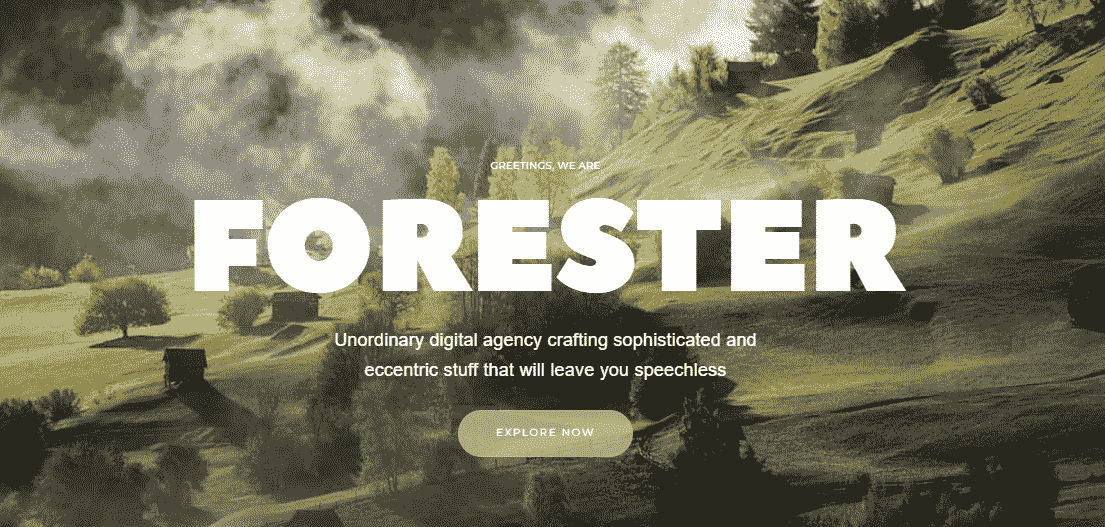 GREETINGS, WE ARE
FORESTER
Unordinary digital agency crafting sophisticated and
eccentric stuff that will leave you speechless
EXPLORE NOW